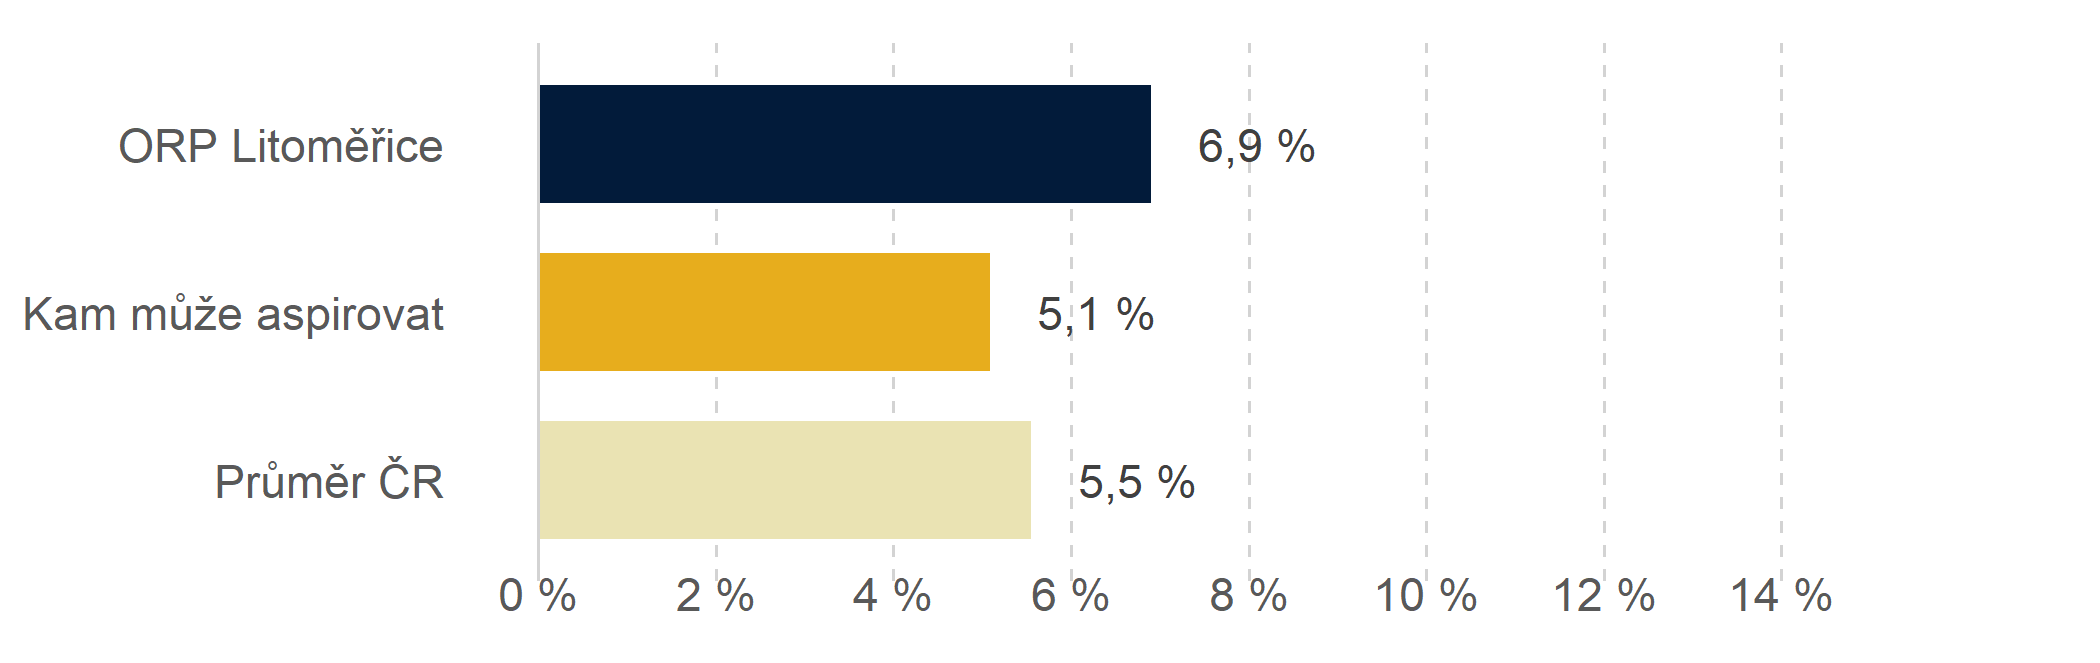 ORP Litoměřice
6,9 %
Kam může aspirovat
5,1 %
Průměr ČR
5,5 %
0 % 2 % 4 % 6 % 8 % 10 % 12 % 14 %